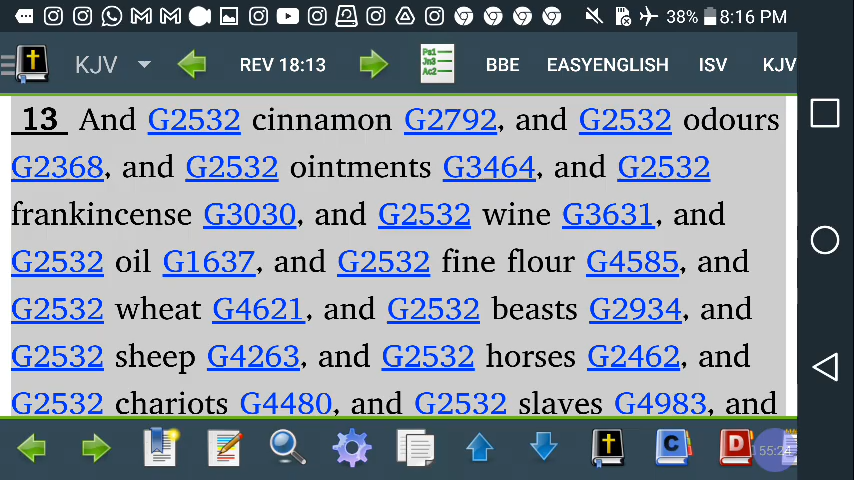 38% 8:16 PM
KJV REV 18:13 Ps1 Jn3 Ac2 BBE EASYENGLISH ISV KJV
13 And G2532 cinnamon G2792, and G2532 odours
G2368, and G2532 ointments G3464, and G2532
frankincense G3030, and G2532 wine G3631, and
G2532 oil G1637, and G2532 fine flour G4585, and
G2532 wheat G4621, and G2532 beasts G2934, and
G2532 sheep G4263, and G2532 horses G2462, and
G2532 chariots G4480, and G2532 slaves G4983, and
C D 55:24